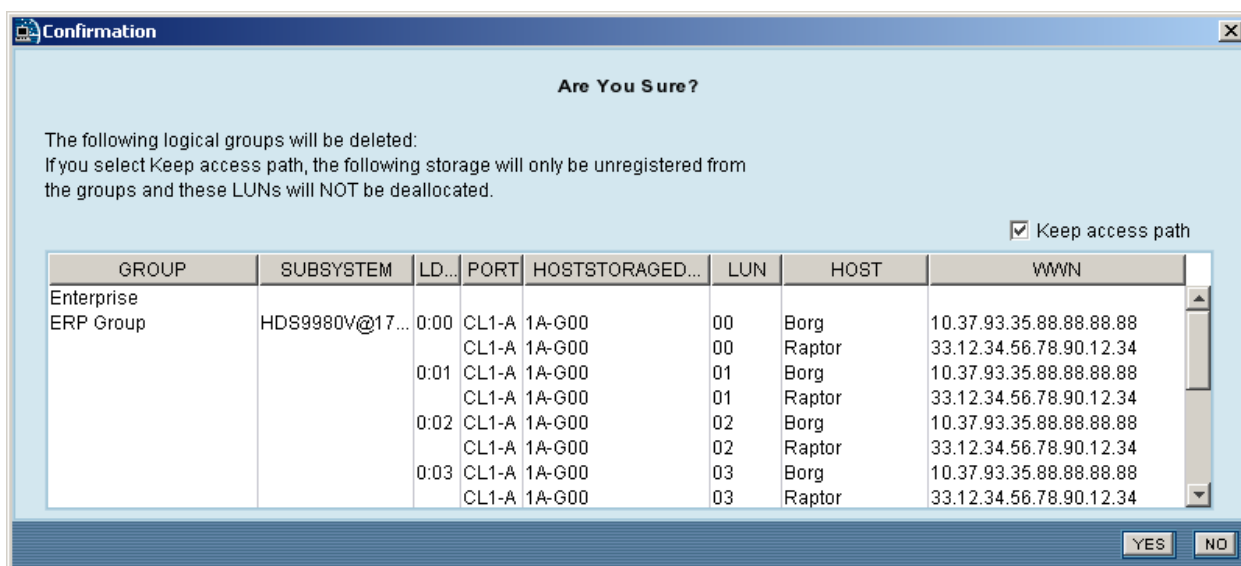 Confirmation
Are You Sure?
The following logical groups will be deleted:
If you select Keep access path, the following storage will only be unregistered from
the groups and these LUNs will NOT be deallocated.
Keep access path
GROUP SUBSYSTEM LD... PORT HOSTSTORAGED... LUN HOST WWN
Enterprise
ERP Group HDS9980V@17... 0:00 CL1-A 1A-G00 00 Borg 10.37.93.35.88.88.88.88
CL1-A 1A-G00 00 Raptor 33.12.34.56.78.90.12.34
0:01 CL1-A 1A-G00 01 Borg 10.37.93.35.88.88.88.88
CL1-A 1A-G00 01 Raptor 33.12.34.56.78.90.12.34
0:02 CL1-A 1A-G00 02 Borg 10.37.93.35.88.88.88.88
CL1-A 1A-G00 02 Raptor 33.12.34.56.78.90.12.34
0:03 CL1-A 1A-G00 03 Borg 10.37.93.35.88.88.88.88
CL1-A 1A-G00 03 Raptor 33.12.34.56.78.90.12.34
YES NO